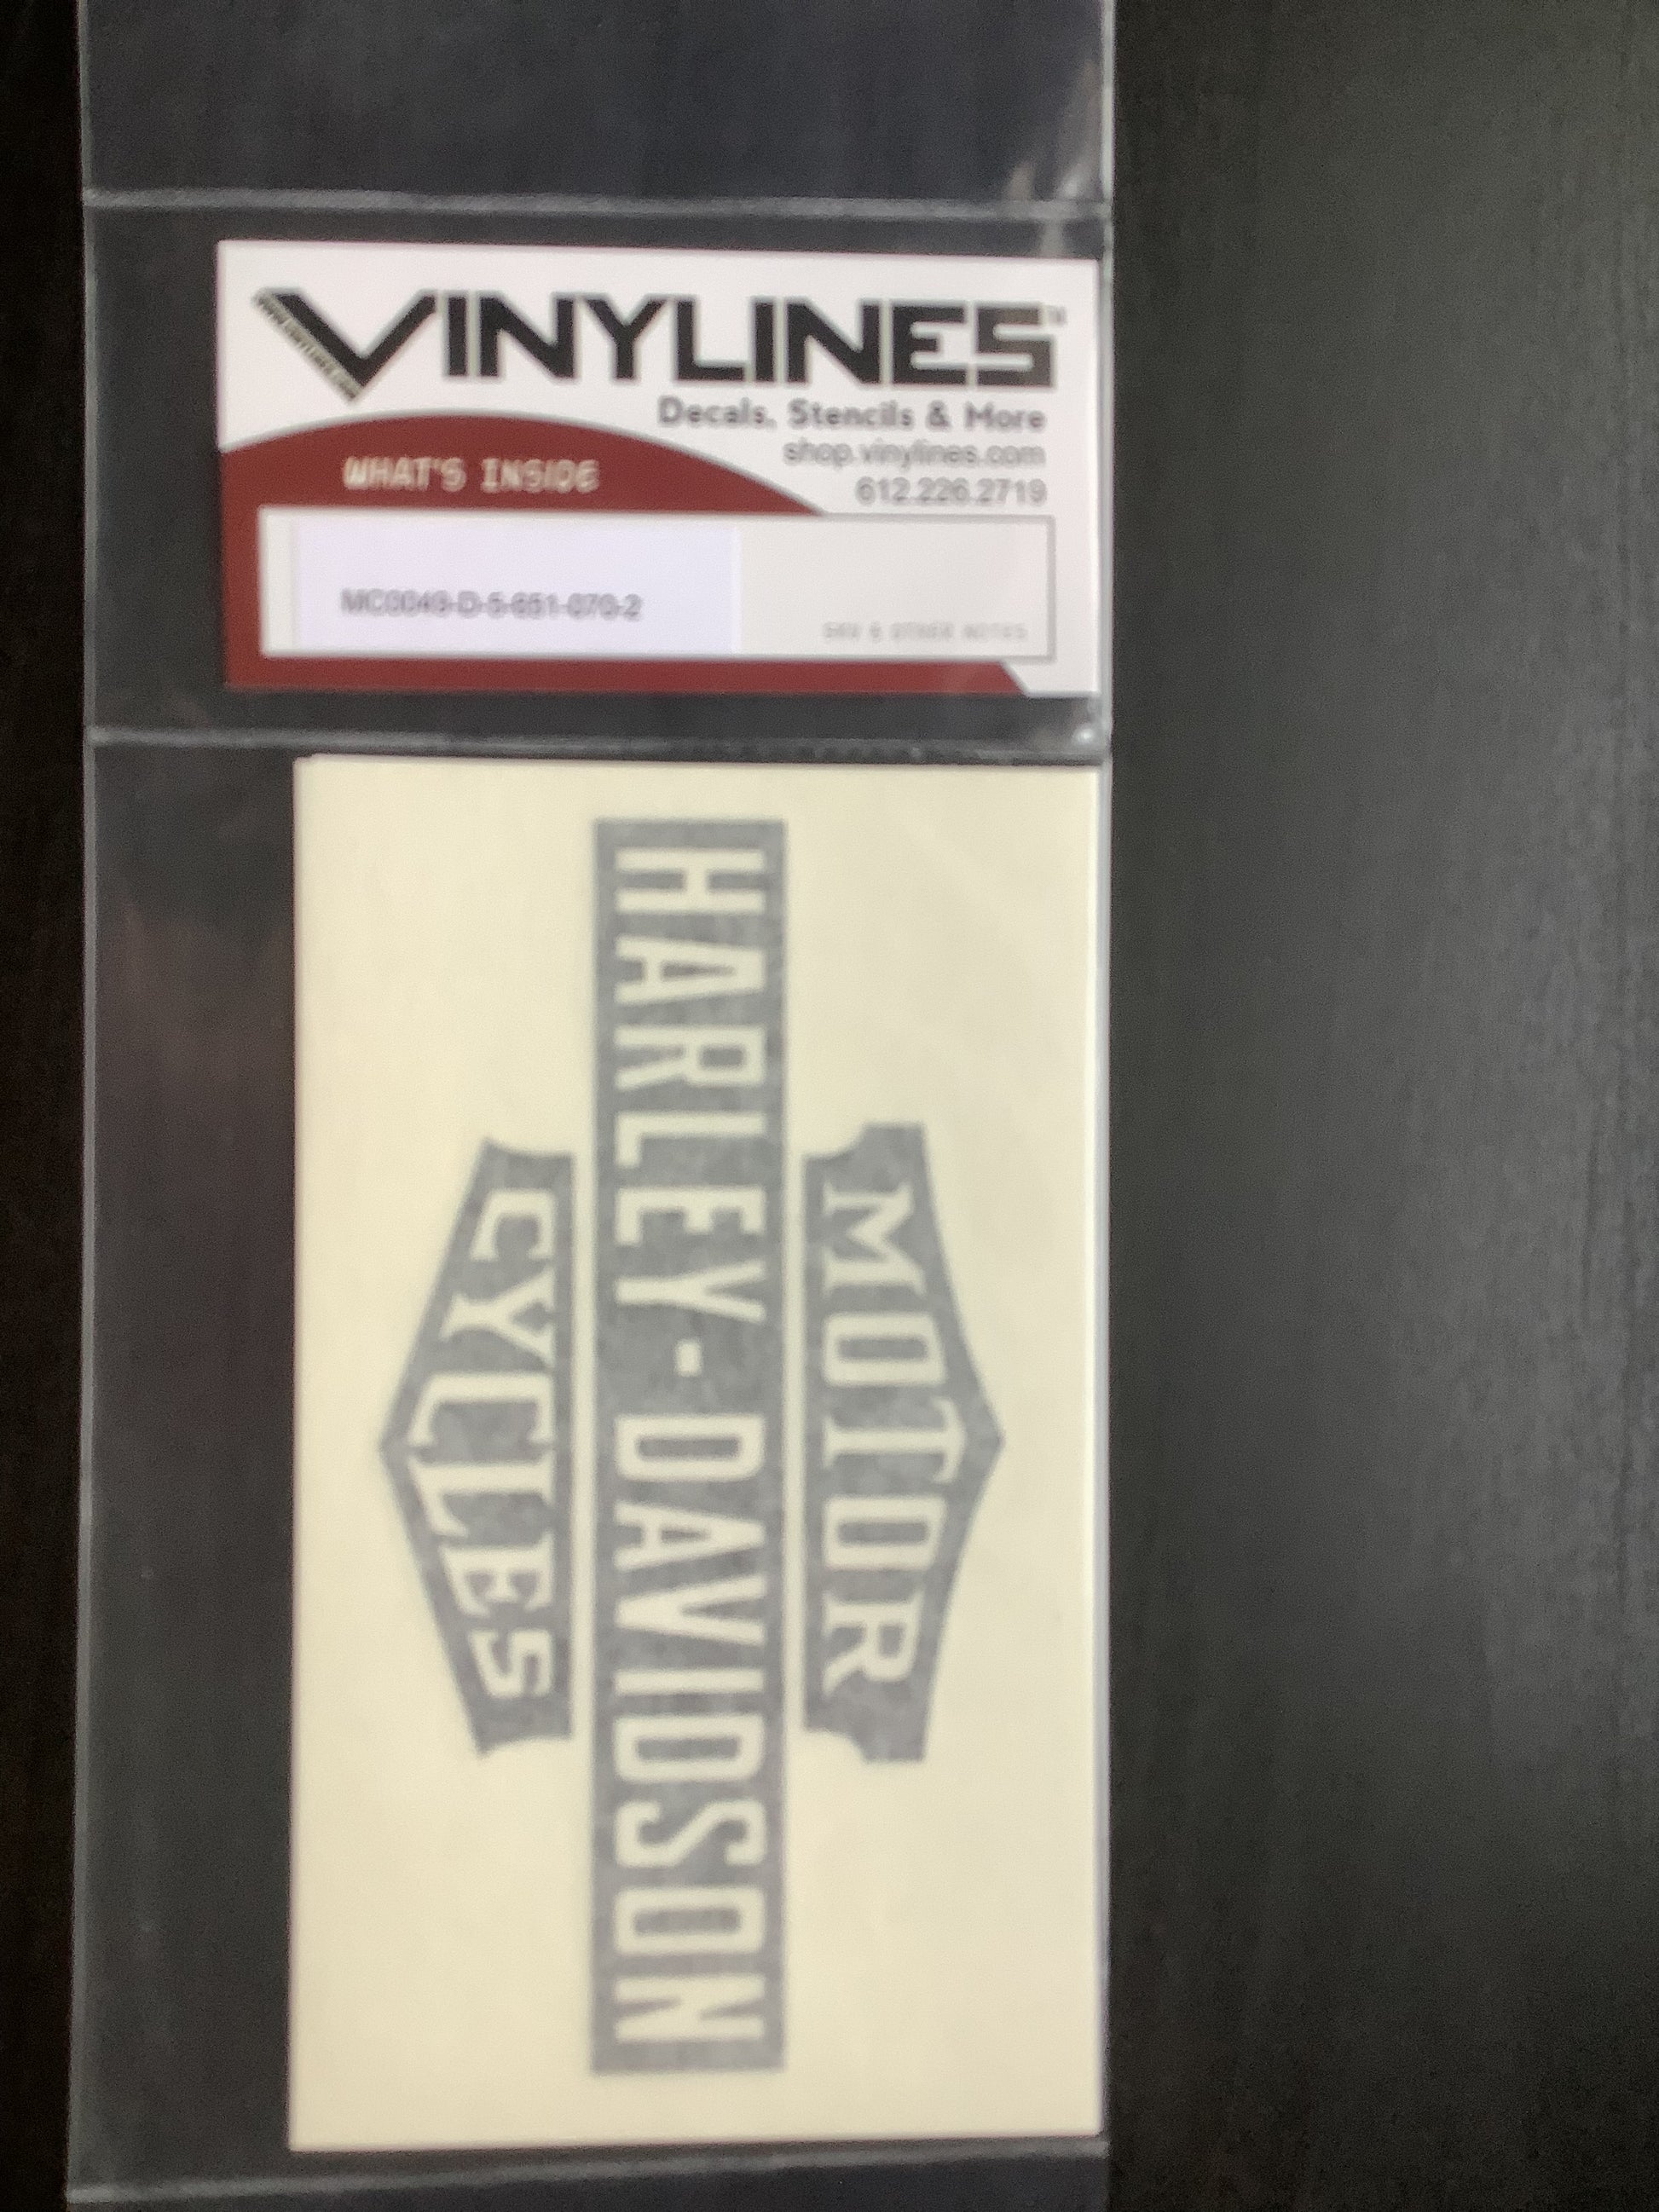 VINYLINES
Decals, Stencils & More
shop.vinylines.com
612.226.2719
WHAT'S INSIDE
MC0049-D-5-651-070-2
SKU & OTHER NOTES
MOTOR
HARLEY-DAVIDSON
CYCLES